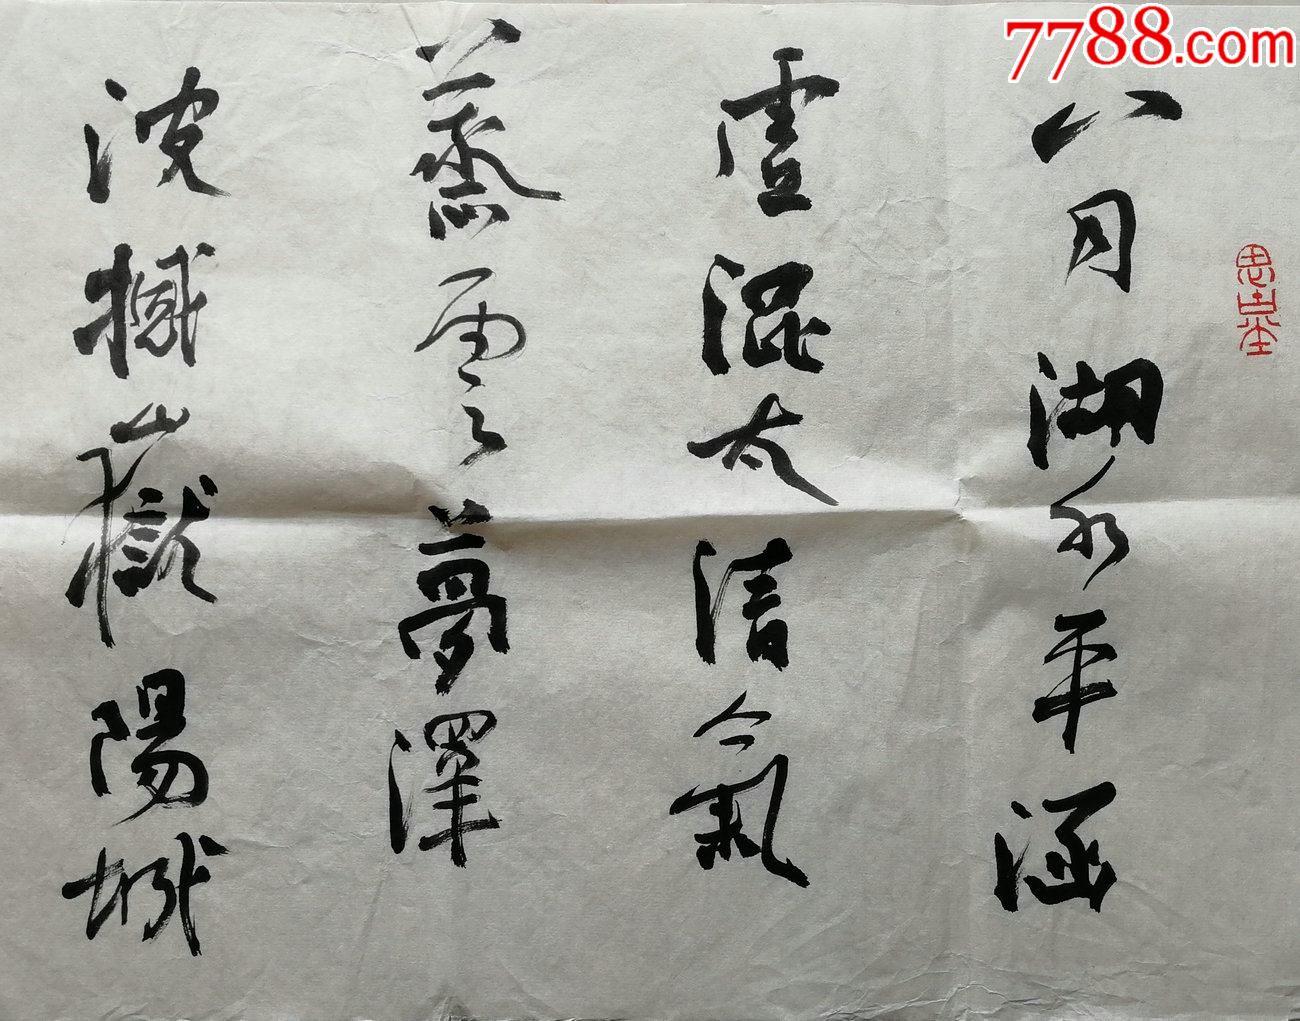 7788.com
八月湖水平涵
虛混太清氣
蒸雲夢澤
波撼嶽陽城